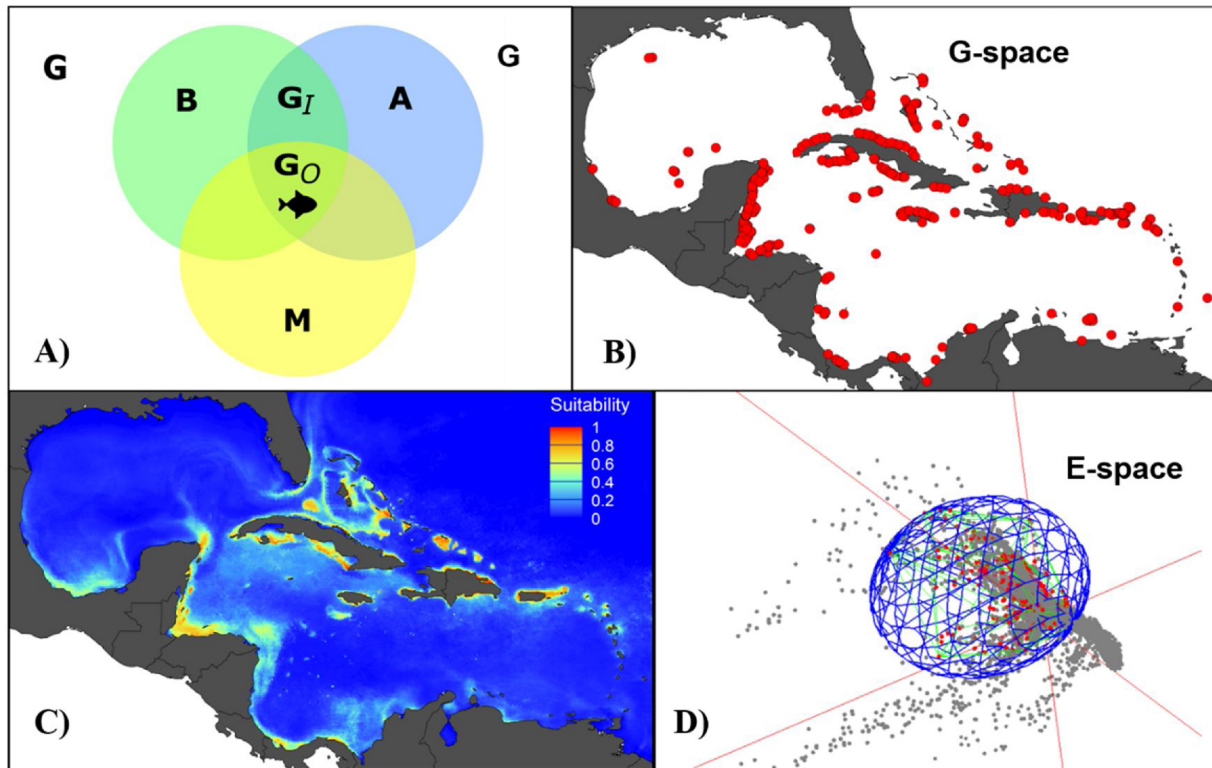 G
G
B
G_I
A
G_O
M
A)
G-space
B)
Suitability
1
0.8
0.6
0.4
0.2
0
C)
E-space
D)